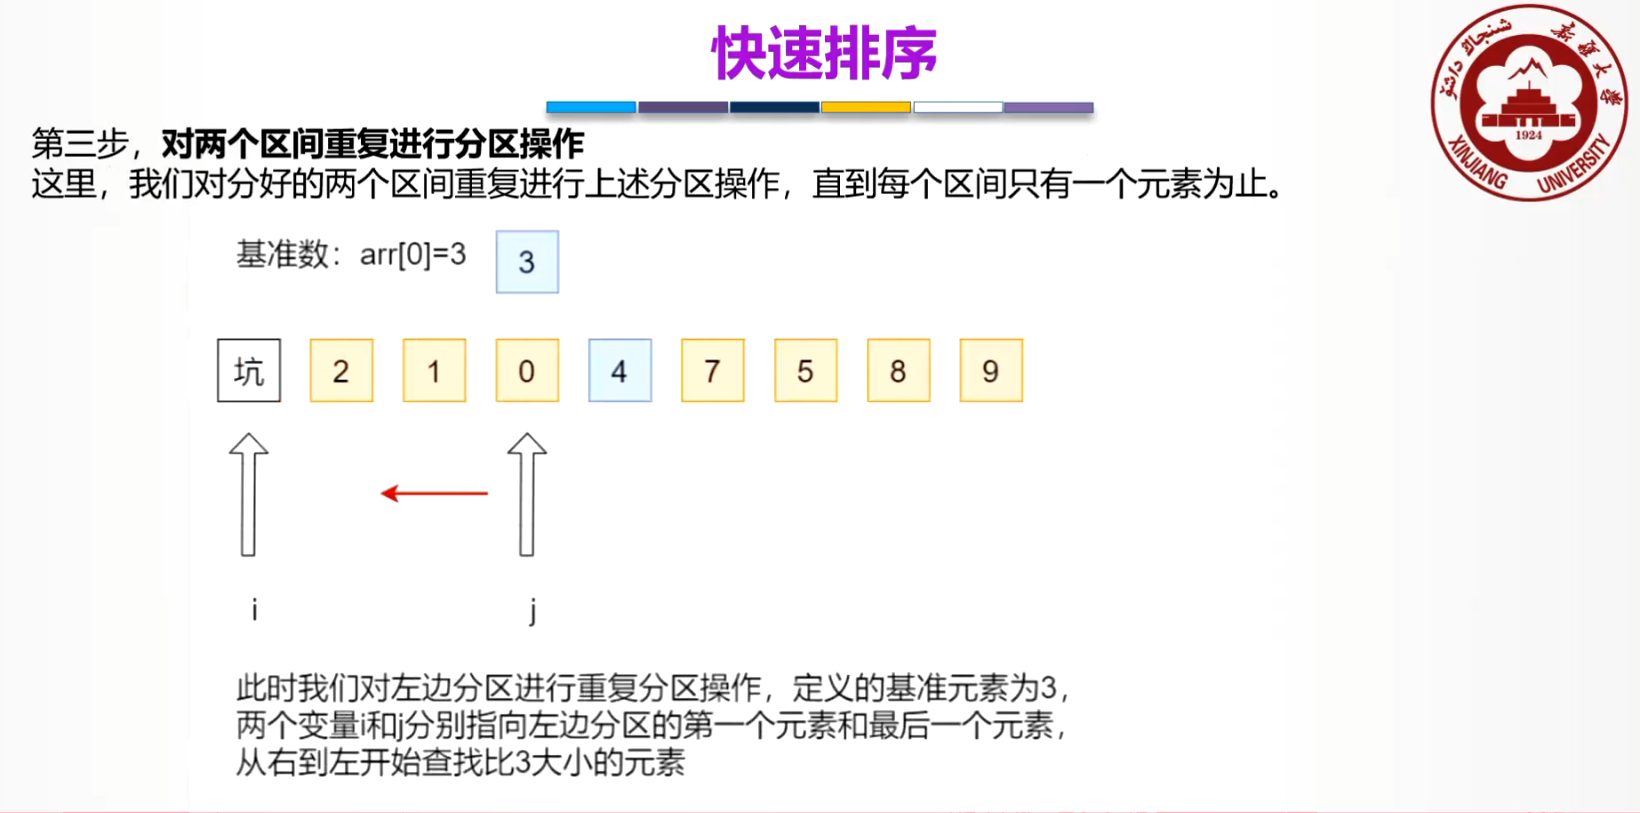 快速排序
新疆大学
1924
XINJIANG UNIVERSITY
第三步，对两个区间重复进行分区操作
这里，我们对分好的两个区间重复进行上述分区操作，直到每个区间只有一个元素为止。
基准数：arr[0]=3 3
坑 2 1 0 4 7 5 8 9
i j
此时我们对左边分区进行重复分区操作，定义的基准元素为3，
两个变量i和j分别指向左边分区的第一个元素和最后一个元素，
从右到左开始查找比3大小的元素